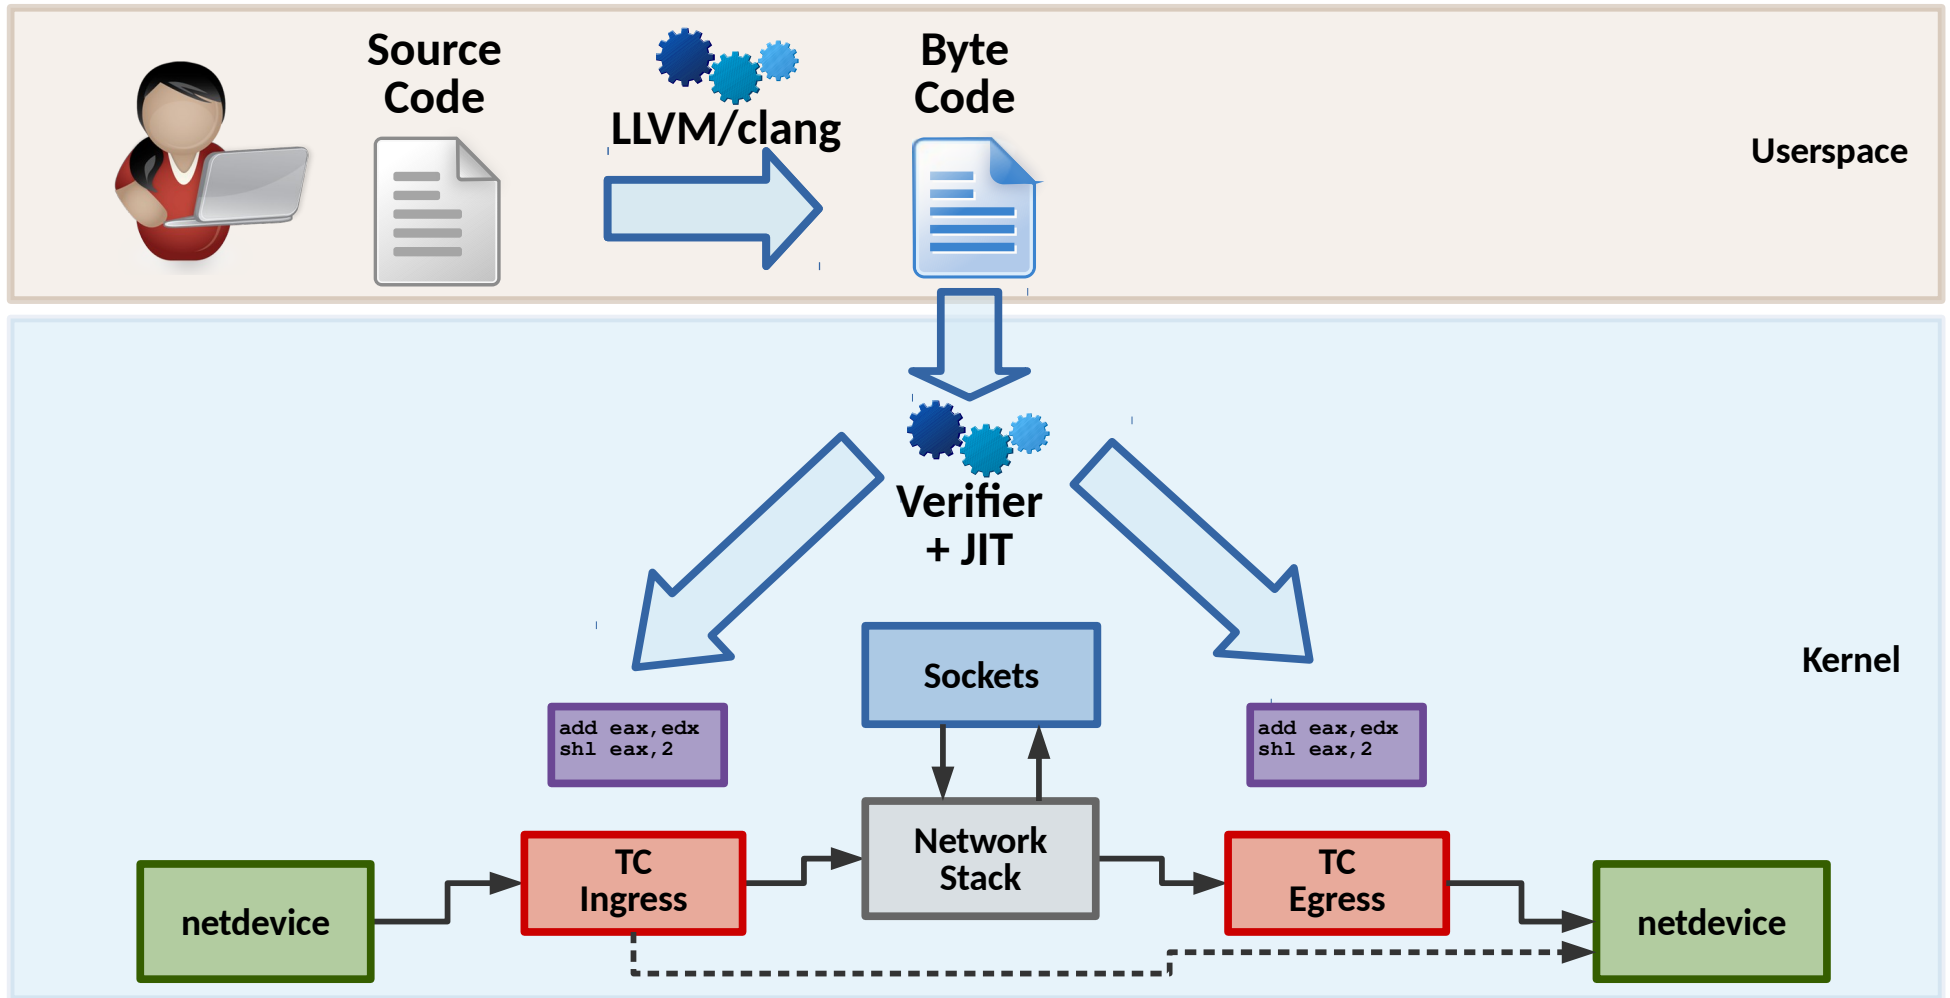 Source
Code
LLVM/clang
Byte
Code
Userspace
Verifier
+ JIT
Kernel
Sockets
add eax,edx
shl eax,2
add eax,edx
shl eax,2
Network
Stack
TC
Ingress
TC
Egress
netdevice
netdevice